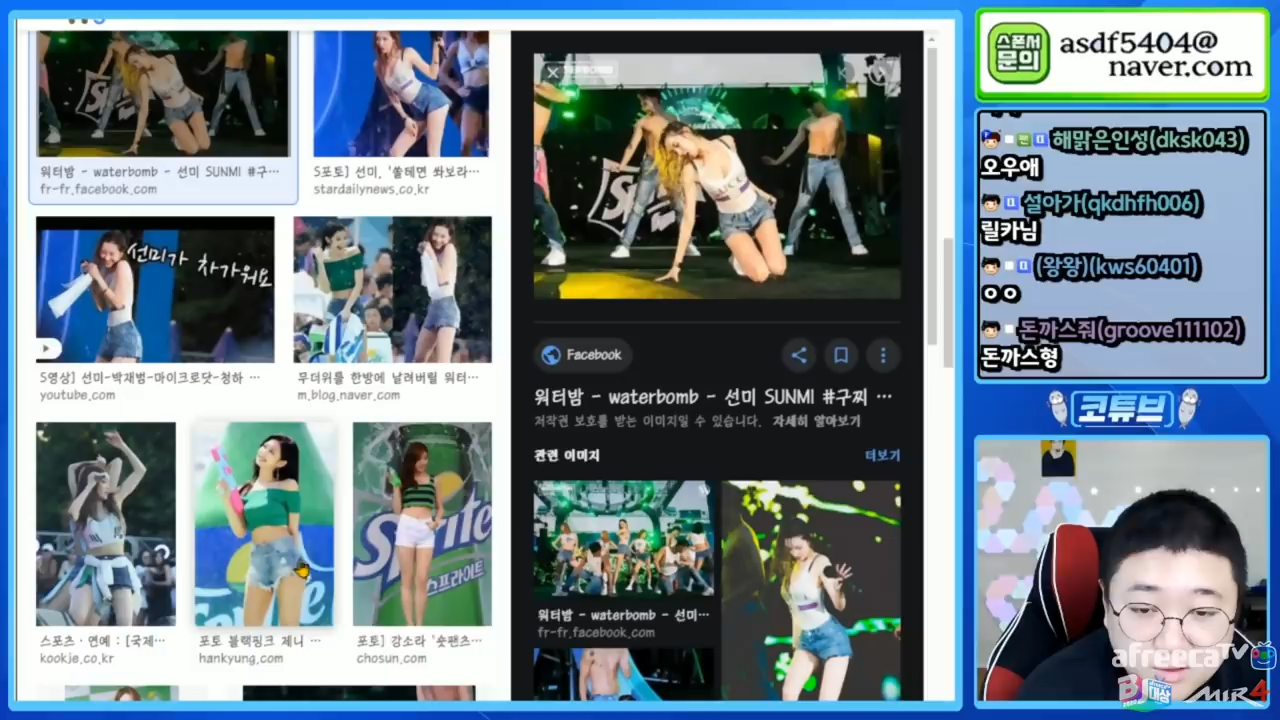 워터밤 - waterbomb - 선미 SUNMI #구…
fr-fr.facebook.com
S포토] 선미, '쏠테면 쏴보라…
stardailynews.co.kr
선미가 차가워요
S영상] 선미-박재범-마이크로닷-청하 …
youtube.com
무더위를 한방에 날려버릴 워터…
m.blog.naver.com
Sprite
스프라이트
스포츠 · 연예 : [국제…
kookje.co.kr
포토 블랙핑크 제니 …
hankyung.com
포토] 강소라 '숏팬츠…
chosun.com
Facebook
워터밤 - waterbomb - 선미 SUNMI #구찌 …
저작권 보호를 받는 이미지일 수 있습니다. 자세히 알아보기
관련 이미지
더보기
워터밤 - waterbomb - 선미…
fr-fr.facebook.com
스폰서
문의
asdf5404@
naver.com
팬 해맑은인성(dksk043)
오우얘
설아가(qkdhfh006)
릴카님
(왕왕)(kws60401)
ㅇㅇ
돈까스줘(groove111102)
돈까스형
코튜브
afreecaTV
BJ대상
MIR4